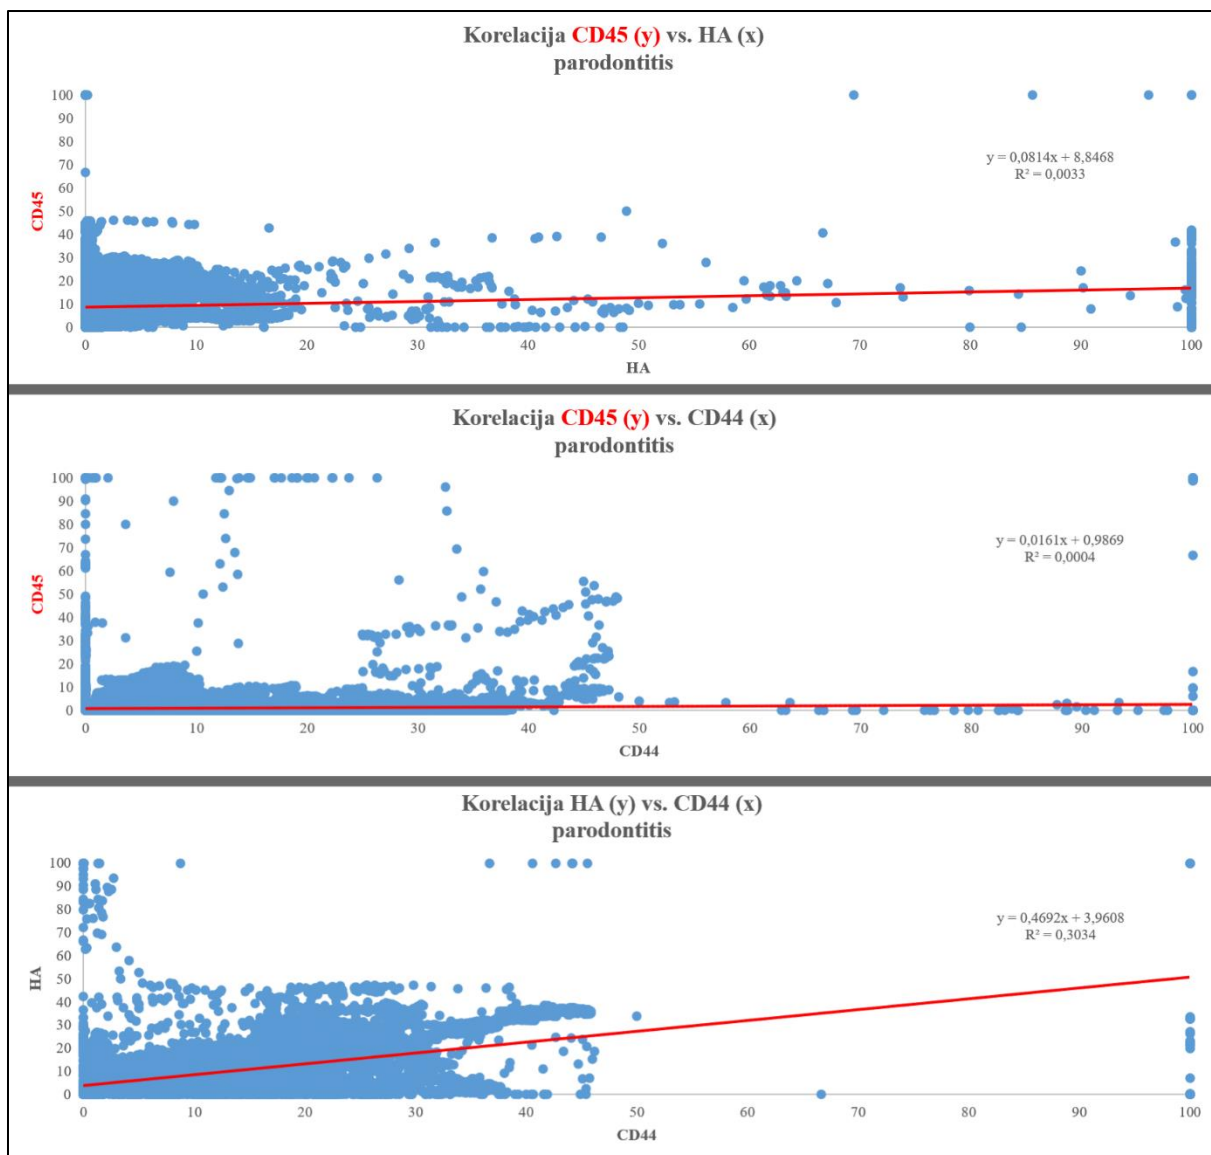 Korelacija CD45 (y) vs. HA (x)
parodontitis
100
90
80
70
60
50
40
30
20
10
0
CD45
y = 0,0814x + 8,8468
R² = 0,0033
0 10 20 30 40 50 60 70 80 90 100
HA
Korelacija CD45 (y) vs. CD44 (x)
parodontitis
100
90
80
70
60
50
40
30
20
10
0
CD45
y = 0,0161x + 0,9869
R² = 0,0004
0 10 20 30 40 50 60 70 80 90 100
CD44
Korelacija HA (y) vs. CD44 (x)
parodontitis
100
90
80
70
60
50
40
30
20
10
0
HA
y = 0,4692x + 3,9608
R² = 0,3034
0 10 20 30 40 50 60 70 80 90 100
CD44